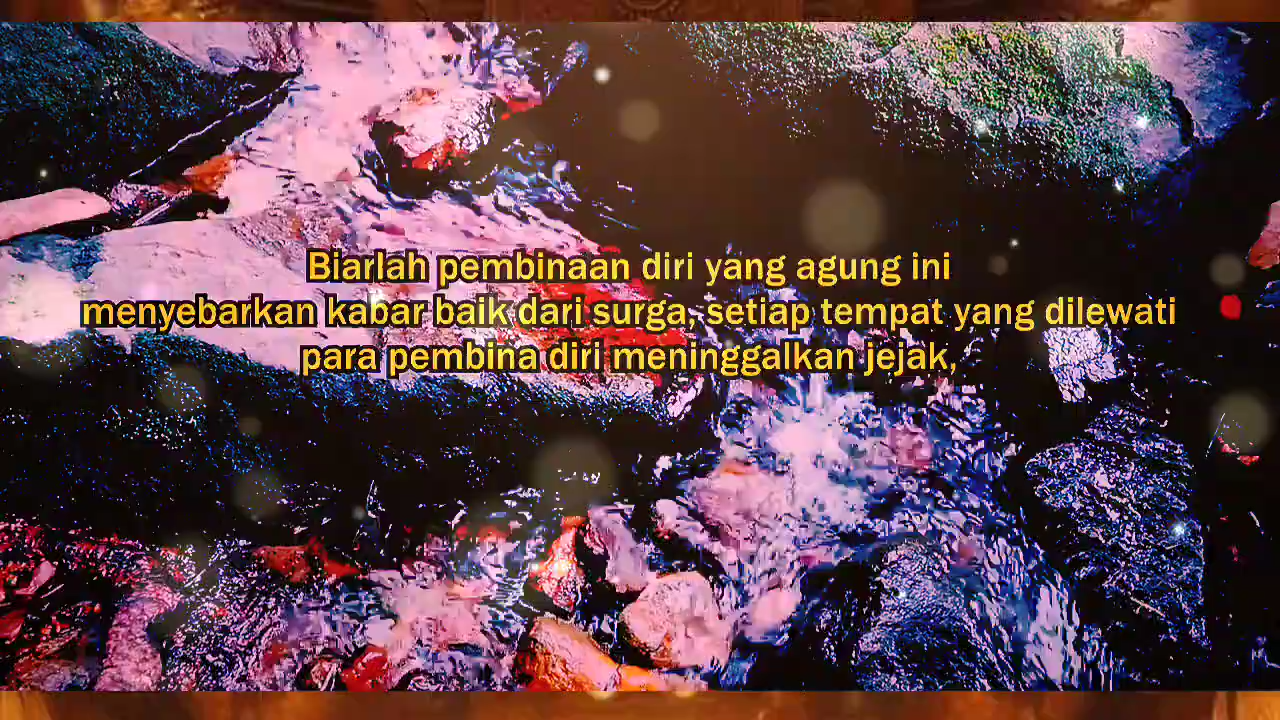 Biarlah pembinaan diri yang agung ini
menyebarkan kabar baik dari surga, setiap tempat yang dilewati
para pembina diri meninggalkan jejak,